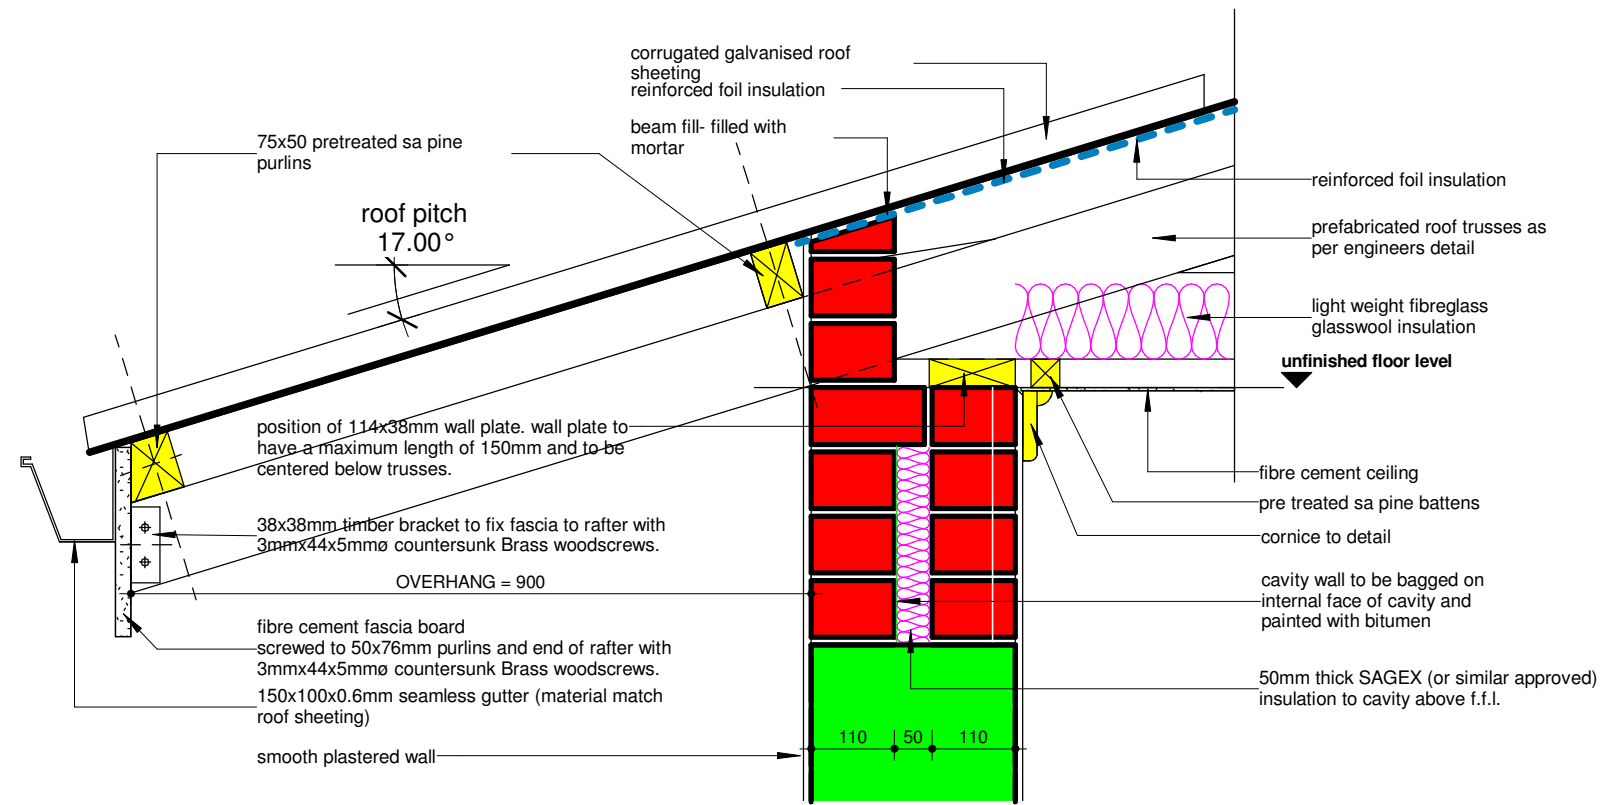 corrugated galvanised roof
sheeting
reinforced foil insulation
beam fill- filled with
mortar
75x50 pretreated sa pine
purlins
roof pitch
17.00°
reinforced foil insulation
prefabricated roof trusses as
per engineers detail
light weight fibreglass
glasswool insulation
unfinished floor level
position of 114x38mm wall plate. wall plate to
have a maximum length of 150mm and to be
centered below trusses.
fibre cement ceiling
pre treated sa pine battens
cornice to detail
38x38mm timber bracket to fix fascia to rafter with
3mmx44x5mmø countersunk Brass woodscrews.
OVERHANG = 900
cavity wall to be bagged on
internal face of cavity and
painted with bitumen
fibre cement fascia board
screwed to 50x76mm purlins and end of rafter with
3mmx44x5mmø countersunk Brass woodscrews.
150x100x0.6mm seamless gutter (material match
roof sheeting)
50mm thick SAGEX (or similar approved)
insulation to cavity above f.f.l.
110 50 110
smooth plastered wall